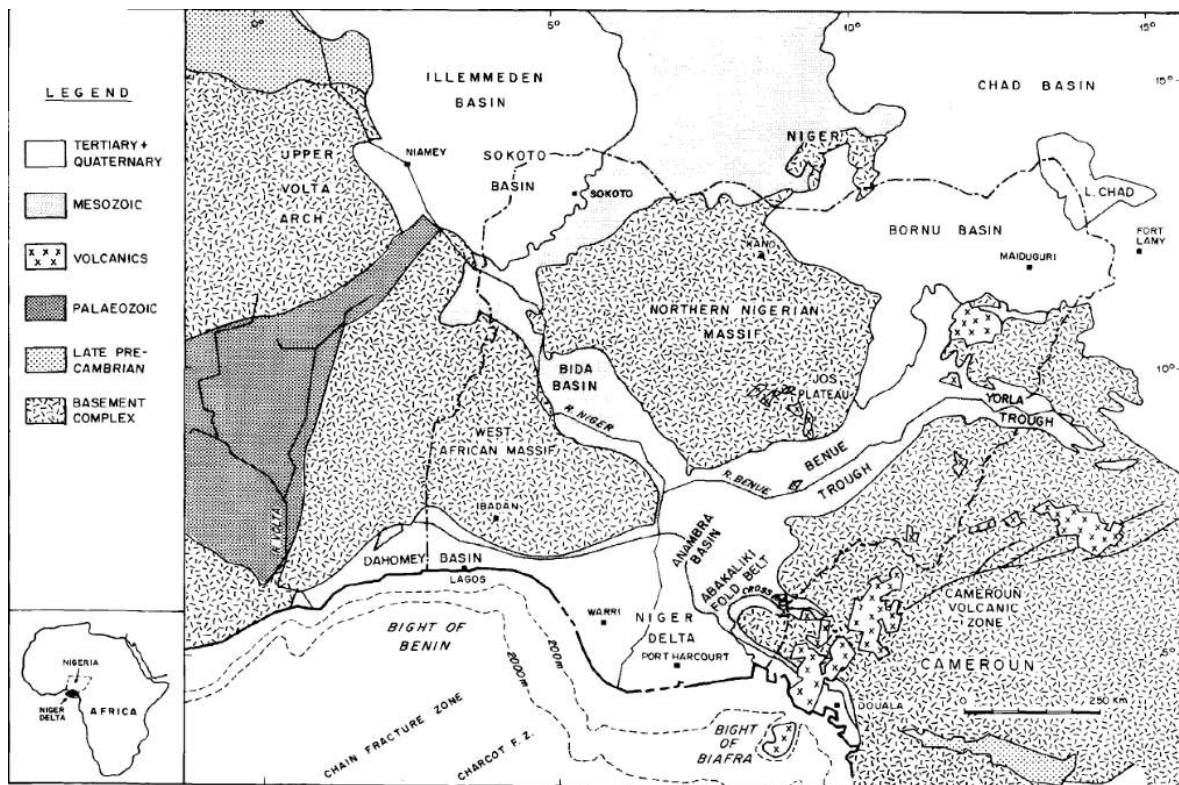 0°
5°
10°
15°
LEGEND
TERTIARY+
QUATERNARY
MESOZOIC
VOLCANICS
PALAEOZOIC
LATE PRE-
CAMBRIAN
BASEMENT
COMPLEX
ILLEMMEDEN
BASIN
CHAD BASIN
15°
NIGER
UPPER
VOLTA
ARCH
NIAMEY
SOKOTO
BASIN
SOKOTO
L. CHAD
KANO
BORNU BASIN
FORT
LAMY
MAIDUGURI
NORTHERN NIGERIAN
MASSIF
BIDA
BASIN
JOS
PLATEAU
10°
YORLA
TROUGH
R. NIGER
WEST
AFRICAN MASSIF
BENUE
TROUGH
R. BENUE
IBADAN
R. VOLTA
ANAMBRA
BASIN
DAHOMEY BASIN
LAGOS
ABAKALIKI
FOLD BELT
CROSS R.
CAMEROUN
VOLCANIC
ZONE
WARRI
NIGER
DELTA
BIGHT OF
BENIN
200m
2000m
PORT HARCOURT
5°
CAMEROUN
0 250 KM
DOUALA
BIGHT
OF
BIAFRA
CHAIN FRACTURE ZONE
CHARCOT F. Z.
NIGERIA
NIGER
DELTA
AFRICA